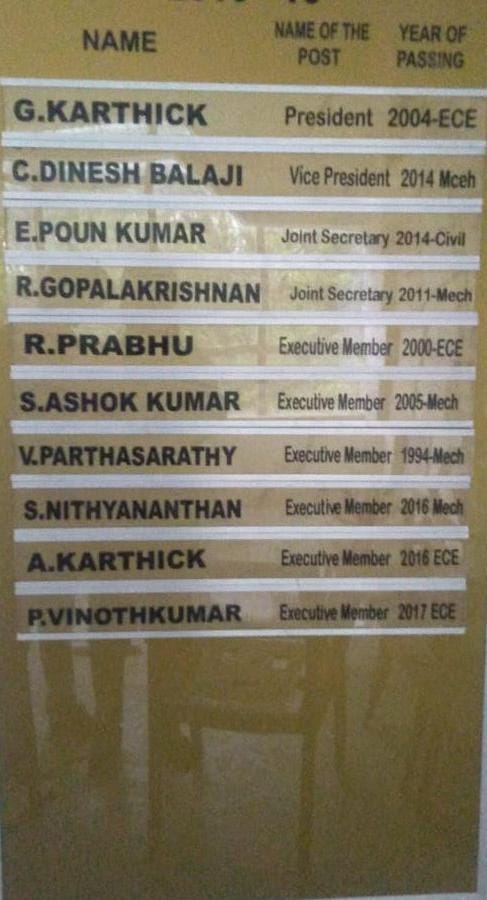 NAME NAME OF THE POST YEAR OF PASSING
G.KARTHICK President 2004-ECE
C.DINESH BALAJI Vice President 2014 Mceh
E.POUN KUMAR Joint Secretary 2014-Civil
R.GOPALAKRISHNAN Joint Secretary 2011-Mech
R.PRABHU Executive Member 2000-ECE
S.ASHOK KUMAR Executive Member 2005-Mech
V.PARTHASARATHY Executive Member 1994-Mech
S.NITHYANANTHAN Executive Member 2016 Mech
A.KARTHICK Executive Member 2016 ECE
P.VINOTHKUMAR Executive Member 2017 ECE